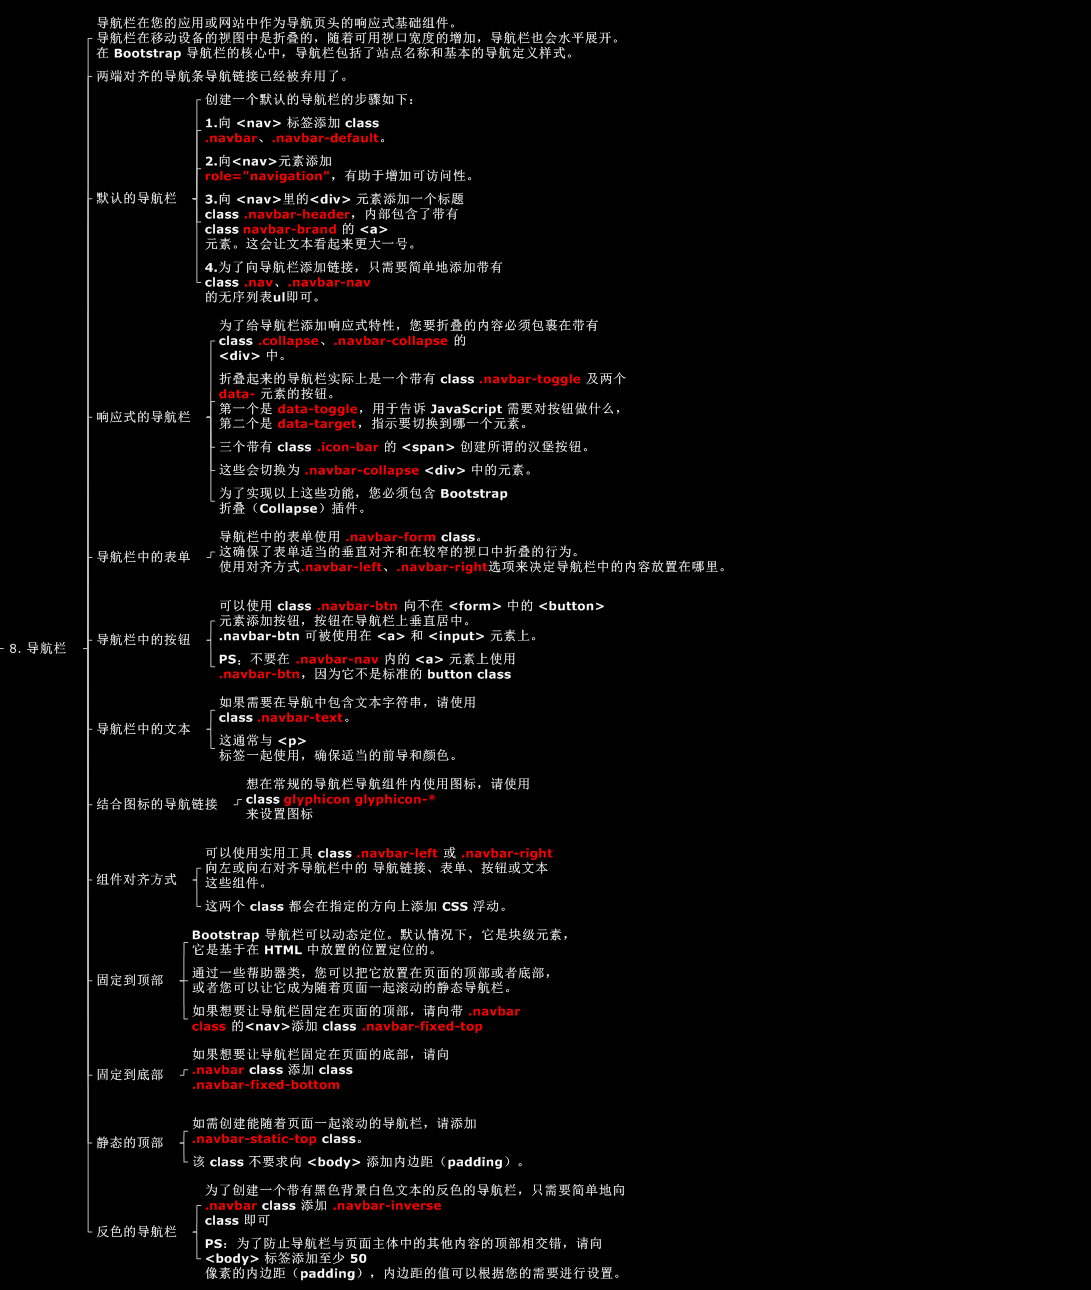 导航栏在您的应用或网站中作为导航页头的响应式基础组件。
导航栏在移动设备的视图中是折叠的，随着可用视口宽度的增加，导航栏也会水平展开。
在 Bootstrap 导航栏的核心中，导航栏包括了站点名称和基本的导航定义样式。
两端对齐的导航条导航链接已经被弃用了。
默认的导航栏
创建一个默认的导航栏的步骤如下：
1.向 <nav> 标签添加 class
.navbar、.navbar-default。
2.向<nav>元素添加
role="navigation"，有助于增加可访问性。
3.向 <nav>里的<div> 元素添加一个标题
class .navbar-header，内部包含了带有
class navbar-brand 的 <a>
元素。这会让文本看起来更大一号。
4.为了向导航栏添加链接，只需要简单地添加带有
class .nav、.navbar-nav
的无序列表ul即可。
响应式的导航栏
为了给导航栏添加响应式特性，您要折叠的内容必须包裹在带有
class .collapse、.navbar-collapse 的
<div> 中。
折叠起来的导航栏实际上是一个带有 class .navbar-toggle 及两个
data- 元素的按钮。
第一个是 data-toggle，用于告诉 JavaScript 需要对按钮做什么，
第二个是 data-target，指示要切换到哪一个元素。
三个带有 class .icon-bar 的 <span> 创建所谓的汉堡按钮。
这些会切换为 .navbar-collapse <div> 中的元素。
为了实现以上这些功能，您必须包含 Bootstrap
折叠（Collapse）插件。
导航栏中的表单
导航栏中的表单使用 .navbar-form class。
这确保了表单适当的垂直对齐和在较窄的视口中折叠的行为。
使用对齐方式.navbar-left、.navbar-right选项来决定导航栏中的内容放置在哪里。
8. 导航栏
导航栏中的按钮
可以使用 class .navbar-btn 向不在 <form> 中的 <button>
元素添加按钮，按钮在导航栏上垂直居中。
.navbar-btn 可被使用在 <a> 和 <input> 元素上。
PS：不要在 .navbar-nav 内的 <a> 元素上使用
.navbar-btn，因为它不是标准的 button class
导航栏中的文本
如果需要在导航中包含文本字符串，请使用
class .navbar-text。
这通常与 <p>
标签一起使用，确保适当的前导和颜色。
结合图标的导航链接
想在常规的导航栏导航组件内使用图标，请使用
class glyphicon glyphicon-*
来设置图标
组件对齐方式
可以使用实用工具 class .navbar-left 或 .navbar-right
向左或向右对齐导航栏中的 导航链接、表单、按钮或文本
这些组件。
这两个 class 都会在指定的方向上添加 CSS 浮动。
固定到顶部
Bootstrap 导航栏可以动态定位。默认情况下，它是块级元素，
它是基于在 HTML 中放置的位置定位的。
通过一些帮助器类，您可以把它放置在页面的顶部或者底部，
或者您可以让它成为随着页面一起滚动的静态导航栏。
如果想要让导航栏固定在页面的顶部，请向带 .navbar
class 的<nav>添加 class .navbar-fixed-top
固定到底部
如果想要让导航栏固定在页面的底部，请向
.navbar class 添加 class
.navbar-fixed-bottom
静态的顶部
如需创建能随着页面一起滚动的导航栏，请添加
.navbar-static-top class。
该 class 不要求向 <body> 添加内边距（padding）。
反色的导航栏
为了创建一个带有黑色背景白色文本的反色的导航栏，只需要简单地向
.navbar class 添加 .navbar-inverse
class 即可
PS：为了防止导航栏与页面主体中的其他内容的顶部相交错，请向
<body> 标签添加至少 50
像素的内边距（padding），内边距的值可以根据您的需要进行设置。